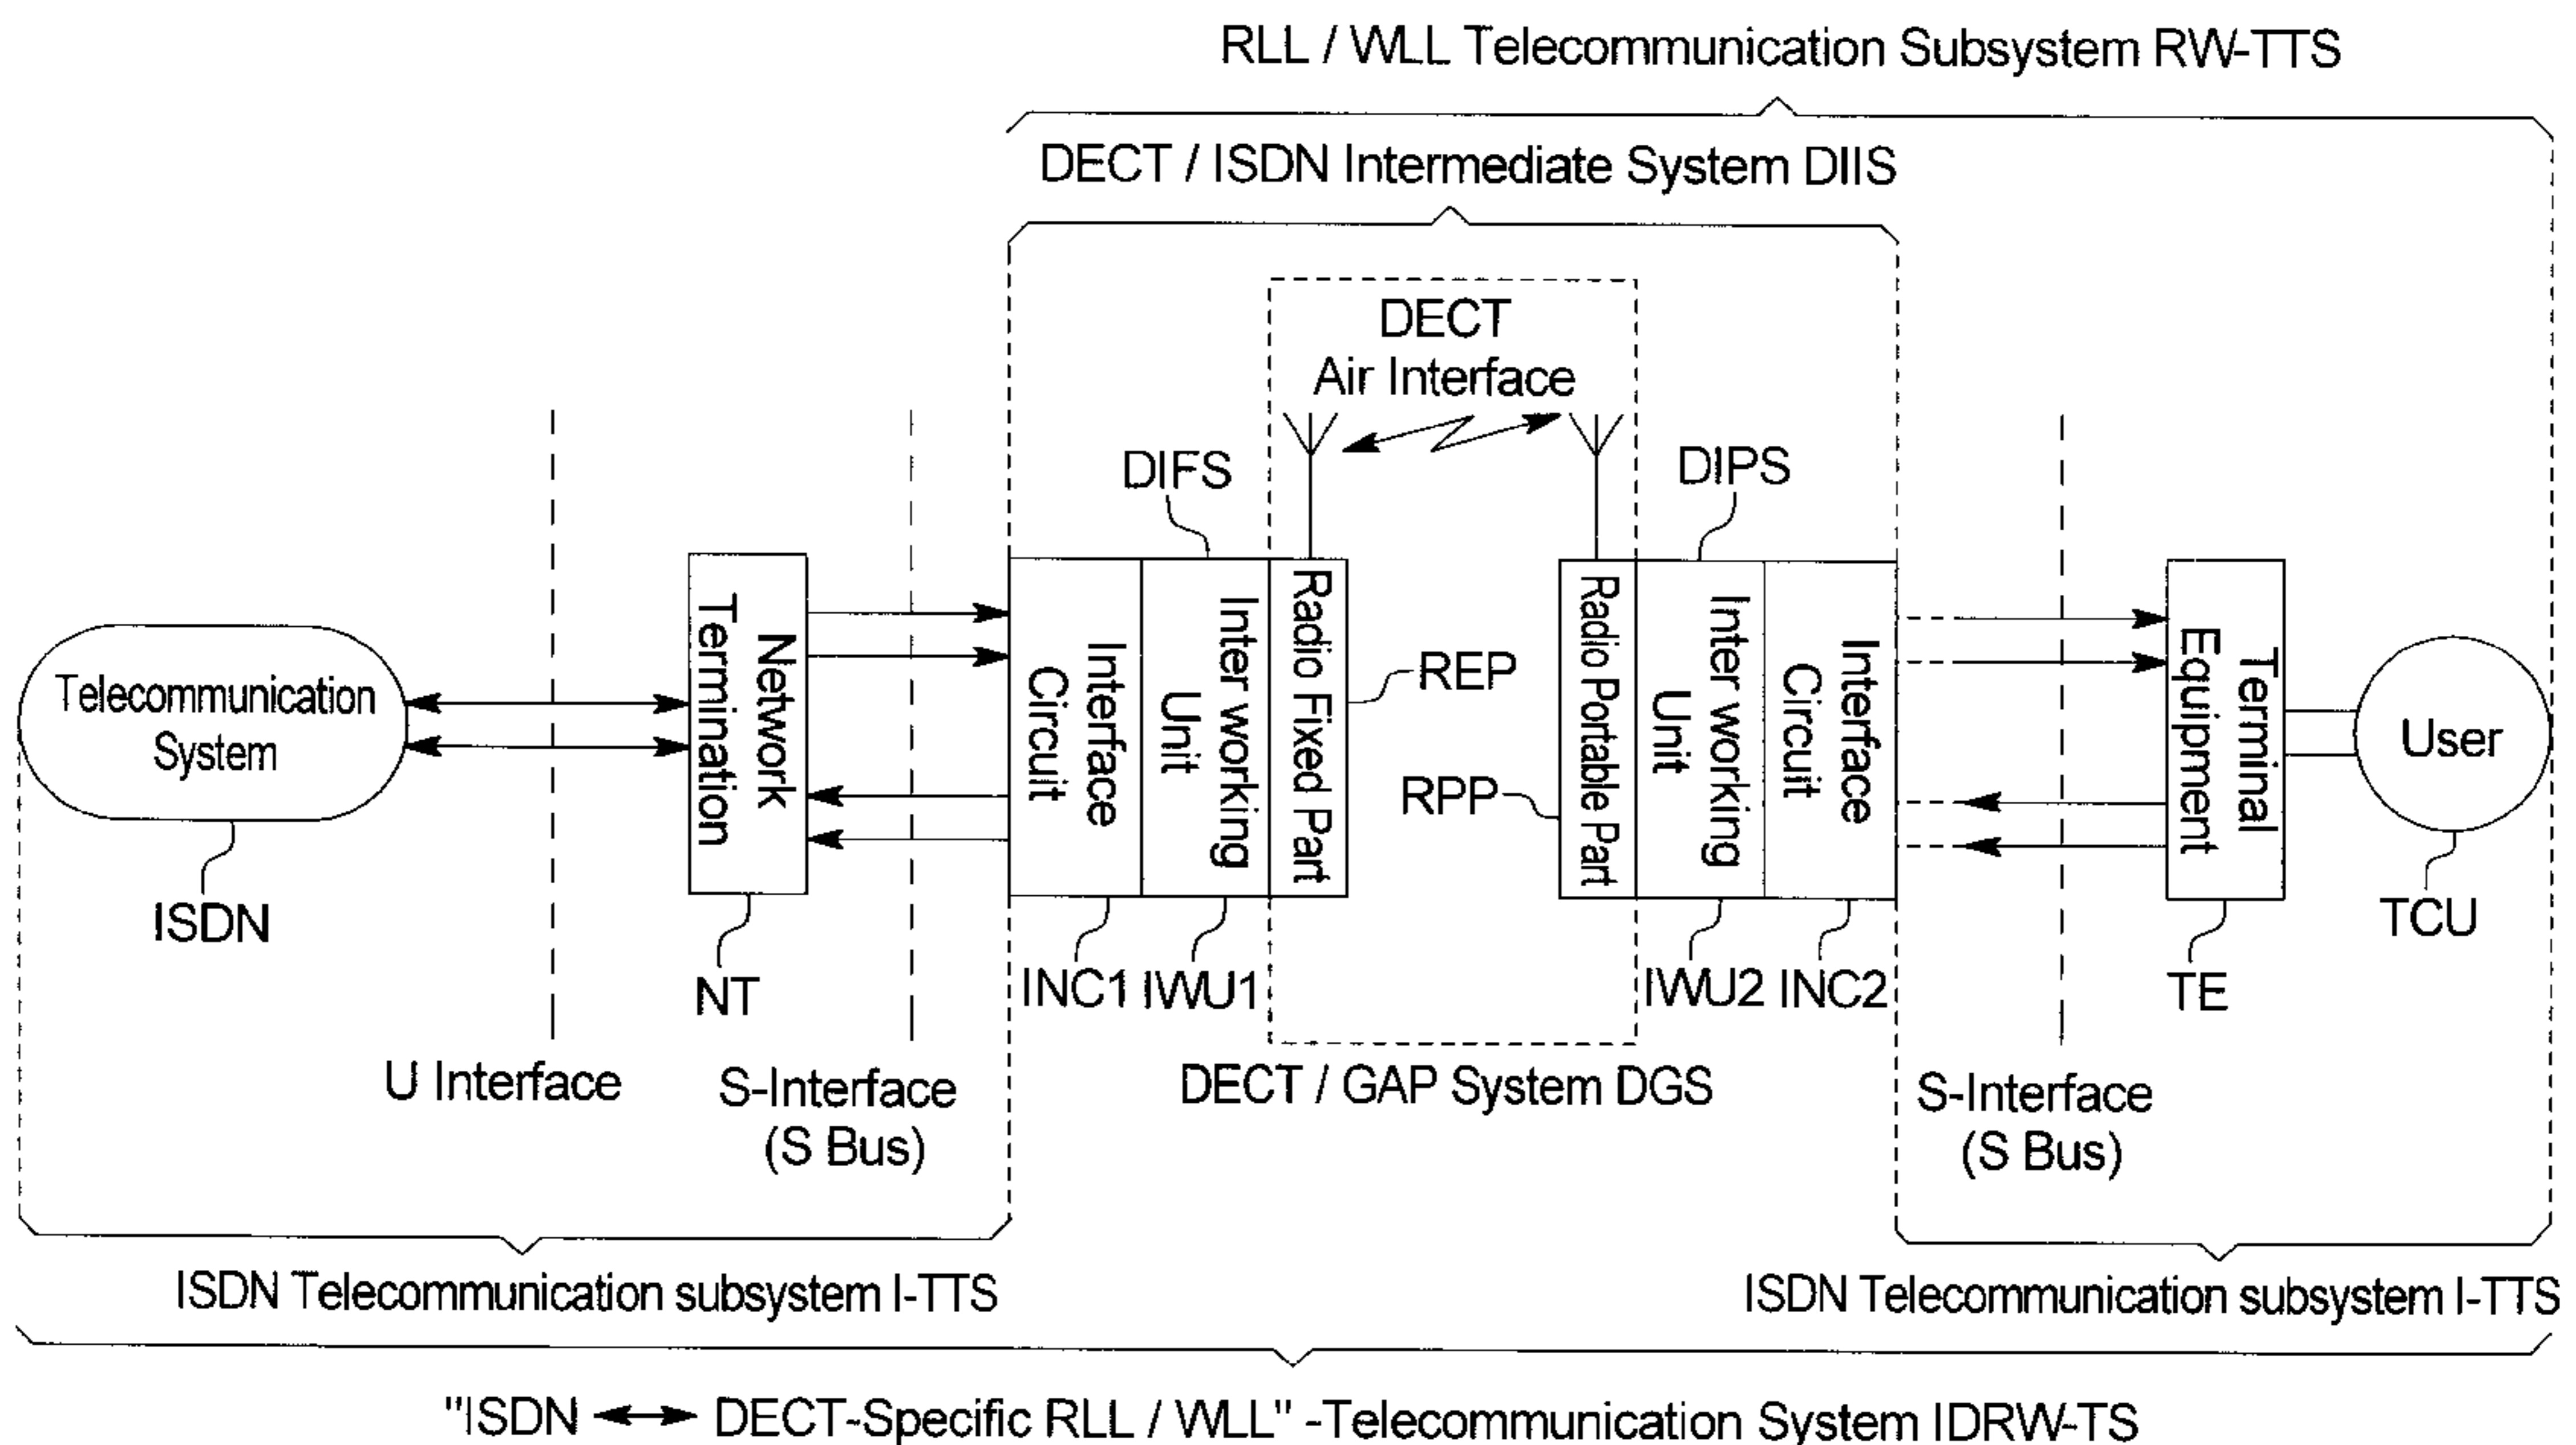 RLL / WLL Telecommunication Subsystem RW-TTS
DECT / ISDN Intermediate System DIIS
DECT
Air Interface
DIFS
DIPS
Telecommunication
System
ISDN
Network
Termination
NT
Interface
Circuit
Inter working
Unit
Radio Fixed Part
REP
RPP
Radio Portable Part
Inter working
Unit
Interface
Circuit
Terminal
Equipment
User
TCU
INC1
IWU1
IWU2
INC2
TE
U Interface
S-Interface
(S Bus)
DECT / GAP System DGS
S-Interface
(S Bus)
ISDN Telecommunication subsystem I-TTS
ISDN Telecommunication subsystem I-TTS
"ISDN ↔ DECT-Specific RLL / WLL" -Telecommunication System IDRW-TS